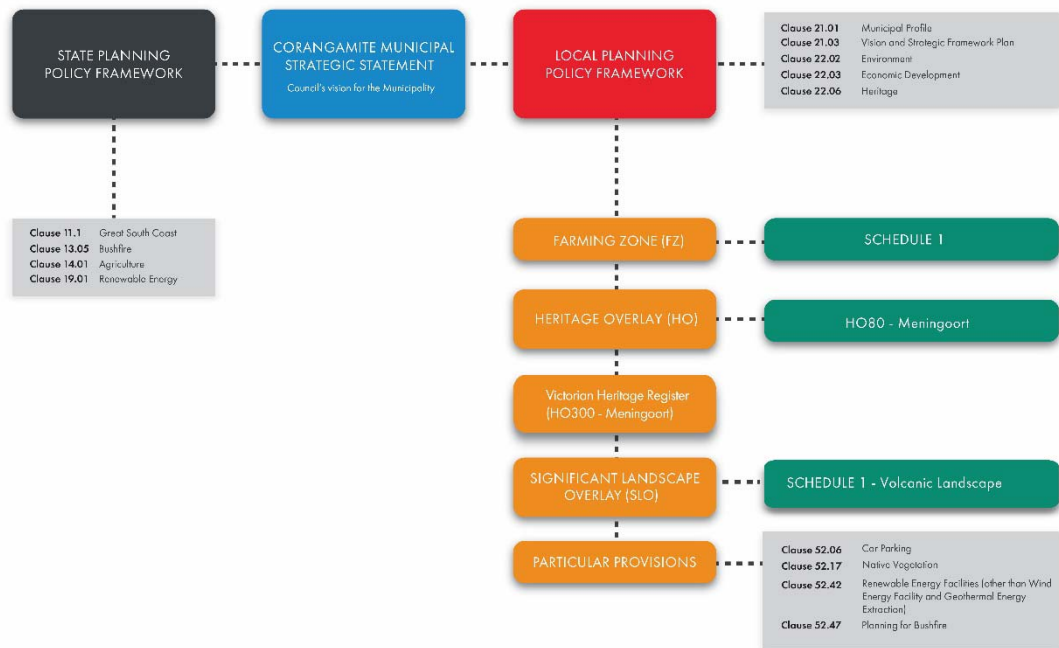 STATE PLANNING
POLICY FRAMEWORK
CORANGAMITE MUNICIPAL
STRATEGIC STATEMENT
Council's vision for the Municipality
LOCAL PLANNING
POLICY FRAMEWORK
Clause 21.01 Municipal Profile
Clause 21.03 Vision and Strategic Framework Plan
Clause 22.02 Environment
Clause 22.03 Economic Development
Clause 22.06 Heritage
Clause 11.1 Great South Coast
Clause 13.05 Bushfire
Clause 14.01 Agriculture
Clause 19.01 Renewable Energy
FARMING ZONE (FZ)
SCHEDULE 1
HERITAGE OVERLAY (HO)
HO80 - Meningoort
Victorian Heritage Register
(HO300 - Meningoort)
SIGNIFICANT LANDSCAPE
OVERLAY (SLO)
SCHEDULE 1 - Volcanic Landscape
PARTICULAR PROVISIONS
Clause 52.06 Car Parking
Clause 52.17 Native Vegetation
Clause 52.42 Renewable Energy Facilities (other than Wind
Energy Facility and Geothermal Energy
Extraction)
Clause 52.47 Planning for Bushfire